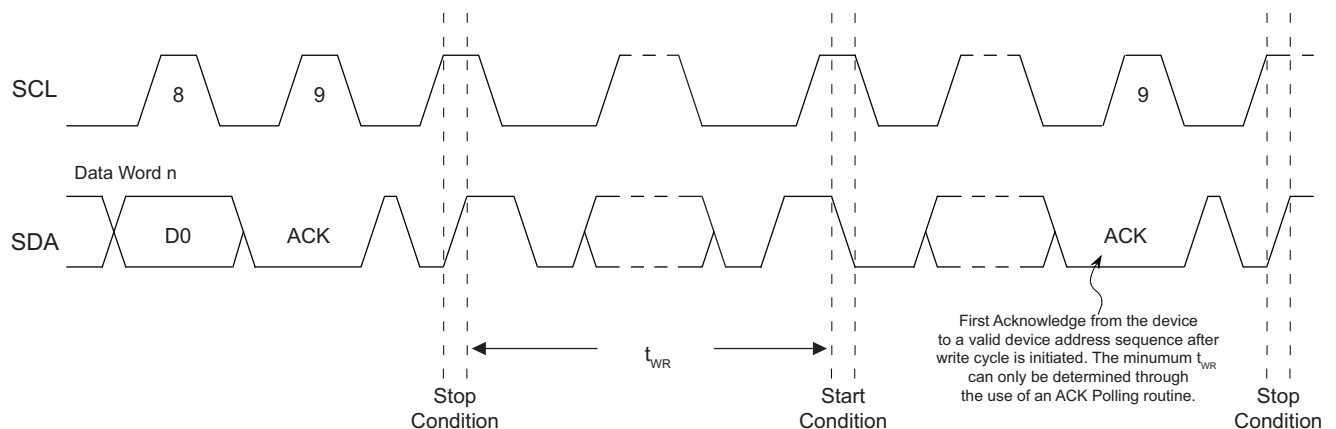 SCL
8
9
9
Data Word n
SDA
D0
ACK
ACK
First Acknowledge from the device
to a valid device address sequence after
write cycle is initiated. The minumum tWR
can only be determined through
the use of an ACK Polling routine.
tWR
Stop
Condition
Start
Condition
Stop
Condition